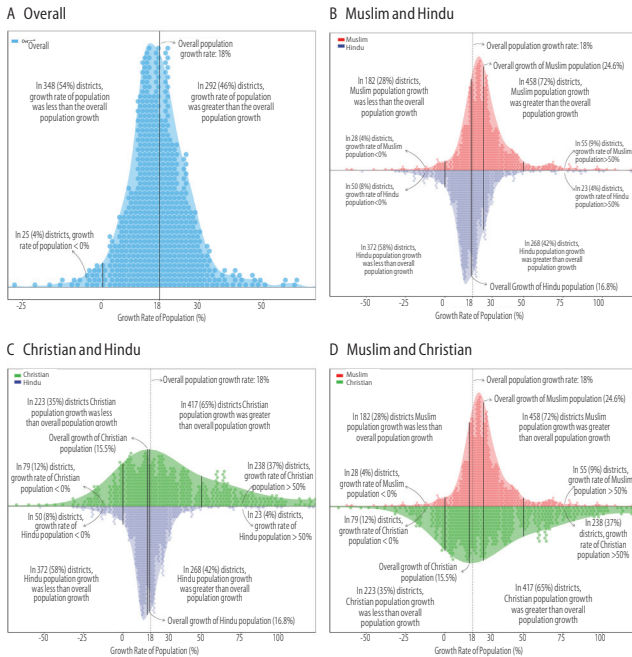 A Overall
Overall
Overall population
growth rate: 18%
In 348 (54%) districts,
growth rate of
population was
less than the overall
population growth
In 292 (46%) districts,
growth rate of population
was greater than the overall
population growth
In 25 (4%) districts, growth
rate of population < 0%
-25
0
18
30
50
Growth Rate of Population (%)
B Muslim and Hindu
Muslim
Hindu
Overall population growth rate: 18%
Overall growth of Muslim population (24.6%)
In 182 (28%) districts,
Muslim population growth
was less than the overall
population growth
In 458 (72%) districts,
Muslim population growth
was greater than the overall
population growth
In 28 (4%) districts,
growth rate of Muslim
population<0%
In 55 (9%) districts,
growth rate of Muslim
population>50%
In 50 (8%) districts,
growth rate of Hindu
population<0%
In 23 (4%) districts,
growth rate of Hindu
population>50%
In 372 (58%) districts,
Hindu population growth
was less than overall
population growth
In 268 (42%) districts,
Hindu population growth
was greater than overall
population growth
Overall Growth of Hindu population (16.8%)
-50
-25
0
18
30
50
75
100
Growth Rate of Population (%)
C Christian and Hindu
Christian
Hindu
Overall population growth rate: 18%
In 223 (35%) districts Christian
population growth was less
than overall population growth
In 417 (65%) districts Christian
population growth was greater
than overall population growth
Overall growth of Christian
population (15.5%)
In 79 (12%) districts,
growth rate of Christian
population < 0%
In 238 (37%) districts,
growth rate of Christian
population > 50%
In 50 (8%) districts,
growth rate of
Hindu population < 0%
In 23 (4%) districts,
growth rate of
Hindu population > 50%
In 372 (58%) districts,
Hindu population growth
was less than overall
population growth
In 268 (42%) districts,
Hindu population growth
was greater than overall
population growth
Overall growth of Hindu population (16.8%)
-50
-25
0
18
30
50
75
100
Growth Rate of Population (%)
D Muslim and Christian
Muslim
Christian
Overall population growth rate: 18%
Overall growth of Muslim population (24.6%)
In 182 (28%) districts Muslim
population growth was less than
overall population growth
In 458 (72%) districts Muslim
population growth was greater
than overall population growth
In 28 (4%) districts,
growth rate of Muslim
population < 0%
In 55 (9%) districts,
growth rate of Muslim
population > 50%
In 79 (12%) districts,
growth rate of Christian
population < 0%
In 238 (37%)
districts, growth
rate of Christian
population >50%
Overall growth of Christian
population (15.5%)
In 223 (35%) districts,
Christian population growth
was less than overall
population growth
In 417 (65%) districts,
Christian population growth
was greater than overall
population growth
-50
-25
0
18
30
50
75
100
Growth Rate of Population (%)